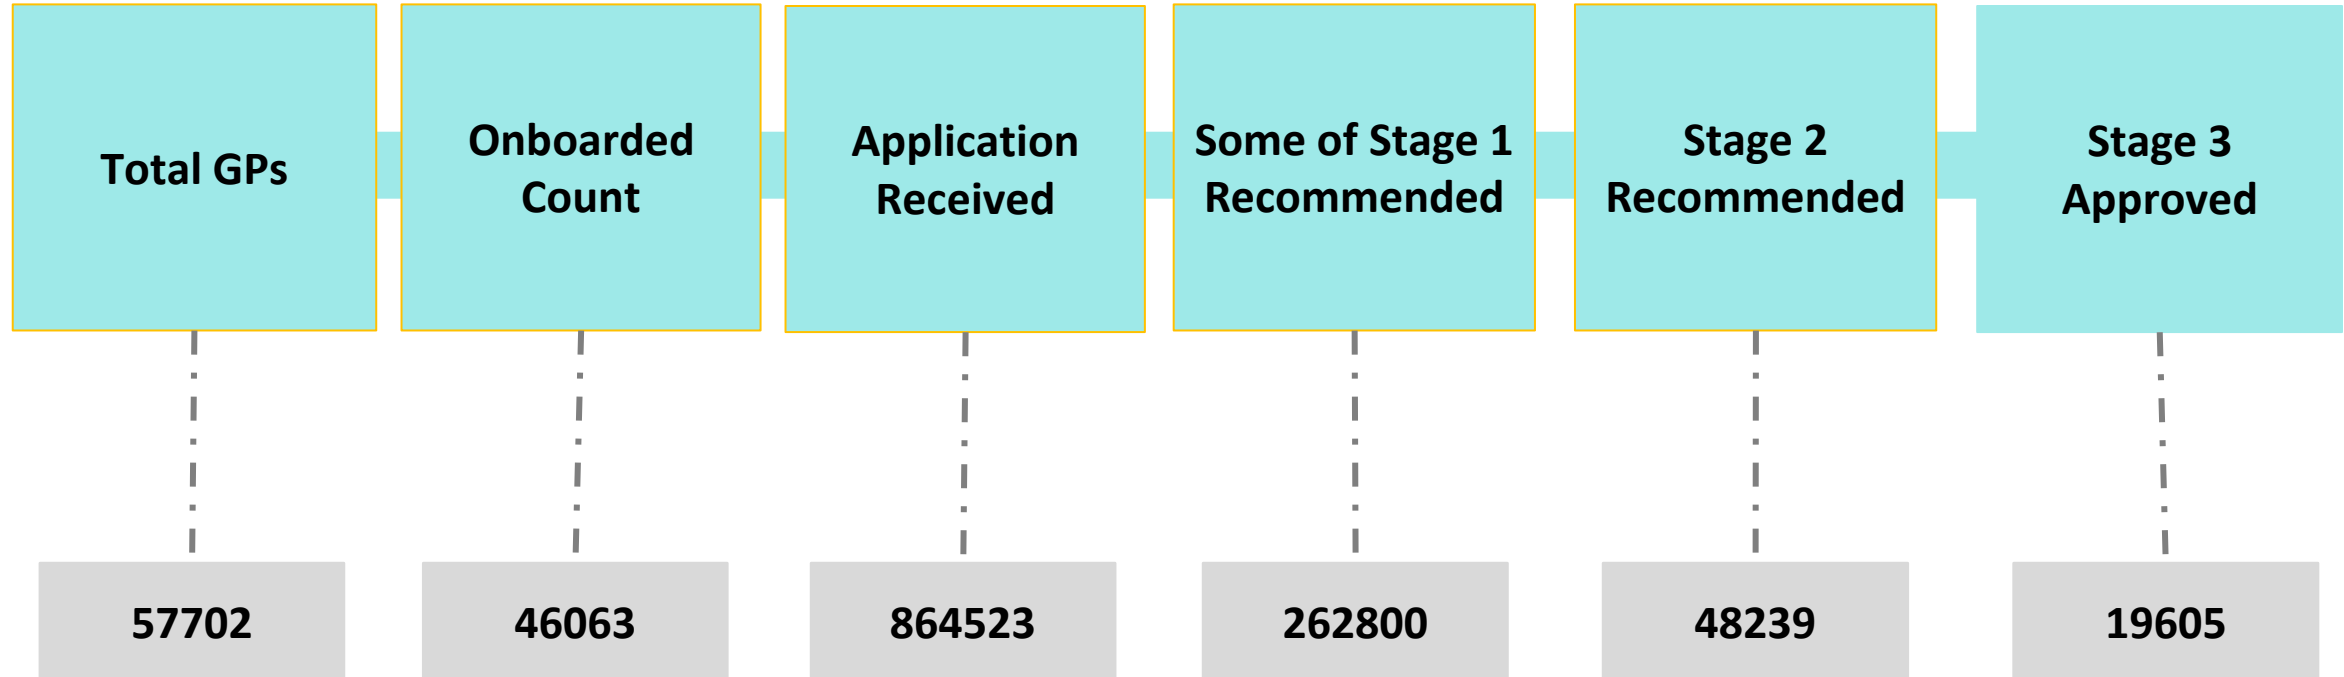 Total GPs
Onboarded
Count
Application
Received
Some of Stage 1
Recommended
Stage 2
Recommended
Stage 3
Approved
57702
46063
864523
262800
48239
19605